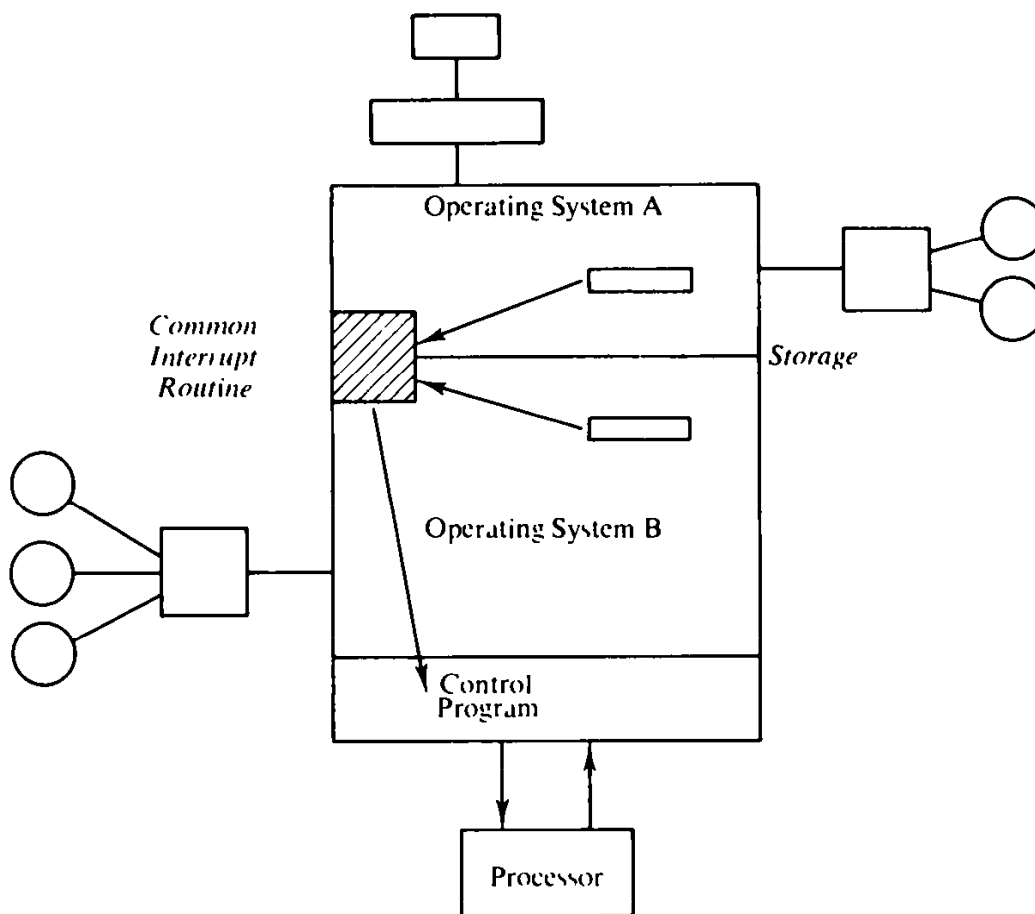 Operating System A
Common
Interrupt
Routine
Storage
Operating System B
Control
Program
Processor